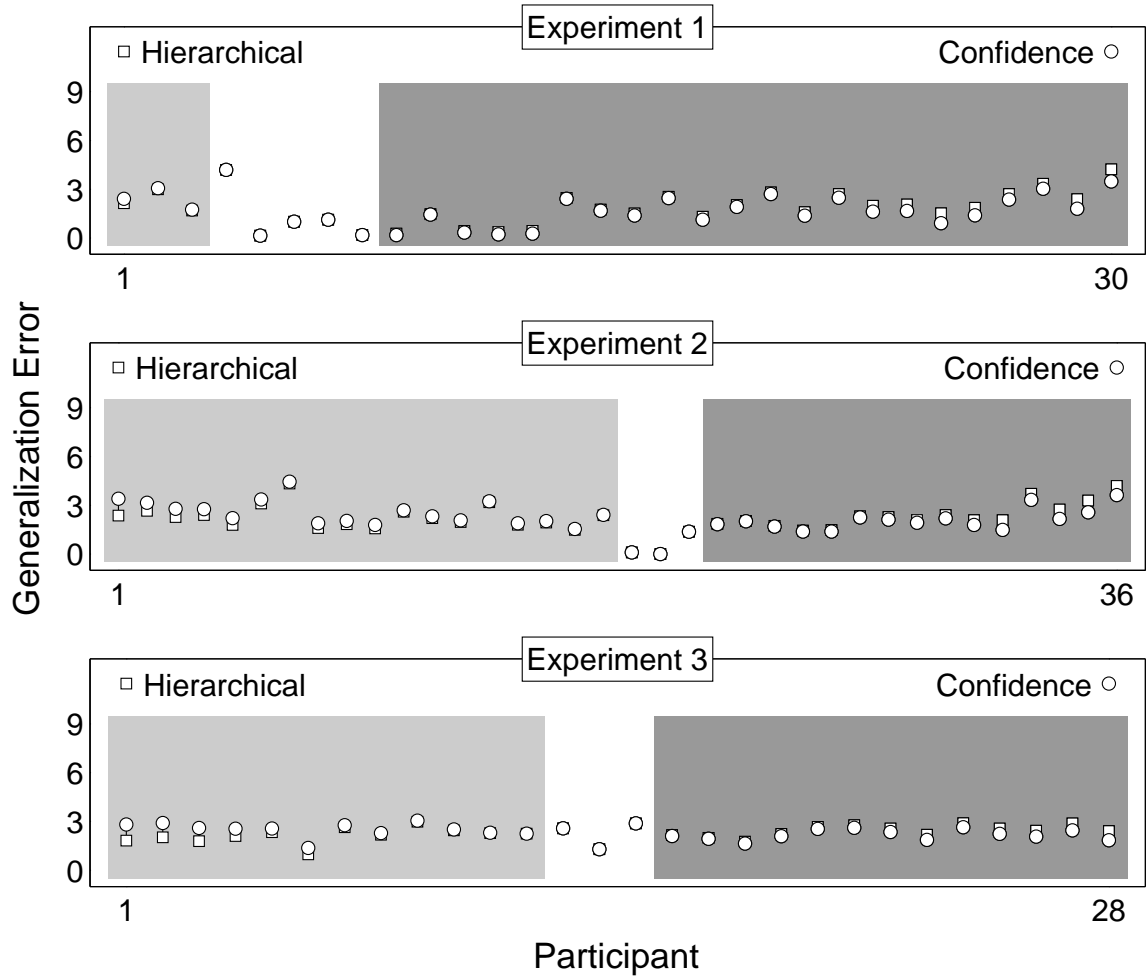 Experiment 1
Hierarchical
Confidence
9
6
3
0
1
30
Generalization Error
Experiment 2
Hierarchical
Confidence
9
6
3
0
1
36
Experiment 3
Hierarchical
Confidence
9
6
3
0
1
28
Participant